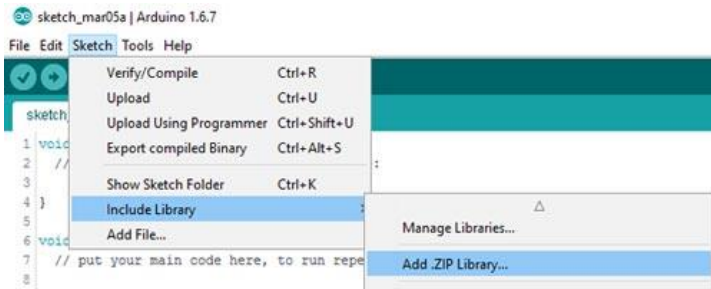 sketch_mar05a | Arduino 1.6.7
File Edit Sketch Tools Help
Verify/Compile Ctrl+R
Upload Ctrl+U
Upload Using Programmer Ctrl+Shift+U
Export compiled Binary Ctrl+Alt+S
Show Sketch Folder Ctrl+K
Include Library
Add File...
Manage Libraries...
Add .ZIP Library...
sketch
1 void
2 // :
3
4 }
5
6 void
7 // put your main code here, to run repe
8